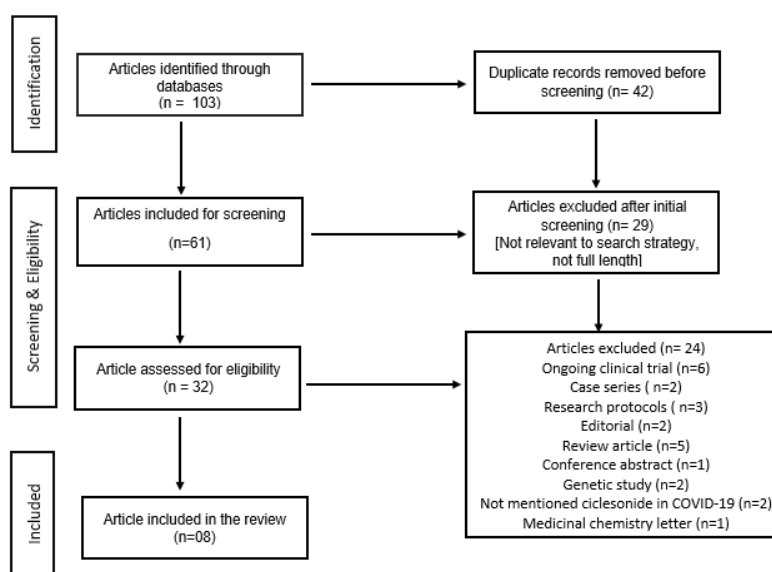 Identification
Articles identified through
databases
(n = 103)
Duplicate records removed before
screening (n= 42)
Screening & Eligibility
Articles included for screening
(n=61)
Articles excluded after initial
screening (n= 29)
[Not relevant to search strategy,
not full length]
Article assessed for eligibility
(n = 32)
Articles excluded (n= 24)
Ongoing clinical trial (n=6)
Case series ( n=2)
Research protocols ( n=3)
Editorial (n=2)
Review article (n=5)
Conference abstract (n=1)
Genetic study (n=2)
Not mentioned ciclesonide in COVID-19 (n=2)
Medicinal chemistry letter (n=1)
Included
Article included in the review
(n=08)